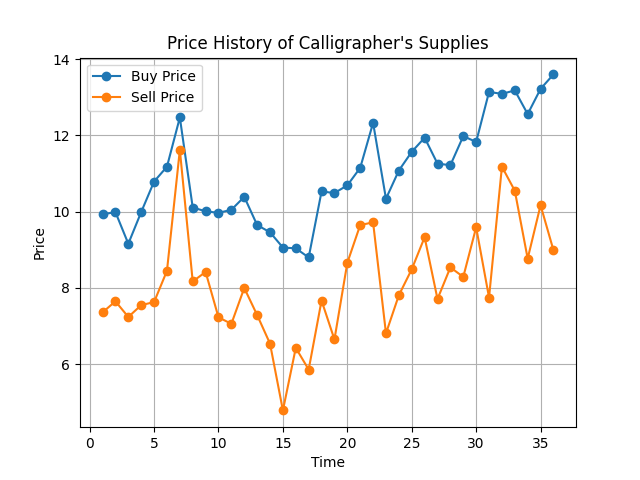 Price History of Calligrapher's Supplies
Buy Price
Sell Price
14
12
10
8
6
Price
0 5 10 15 20 25 30 35
Time